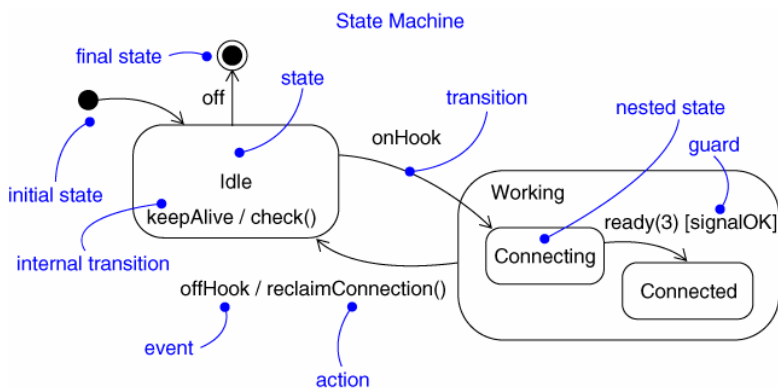 State Machine
final state
state
off
transition
nested state
onHook
guard
initial state
Idle
Working
keepAlive / check()
ready(3) [signalOK]
internal transition
Connecting
offHook / reclaimConnection()
Connected
event
action